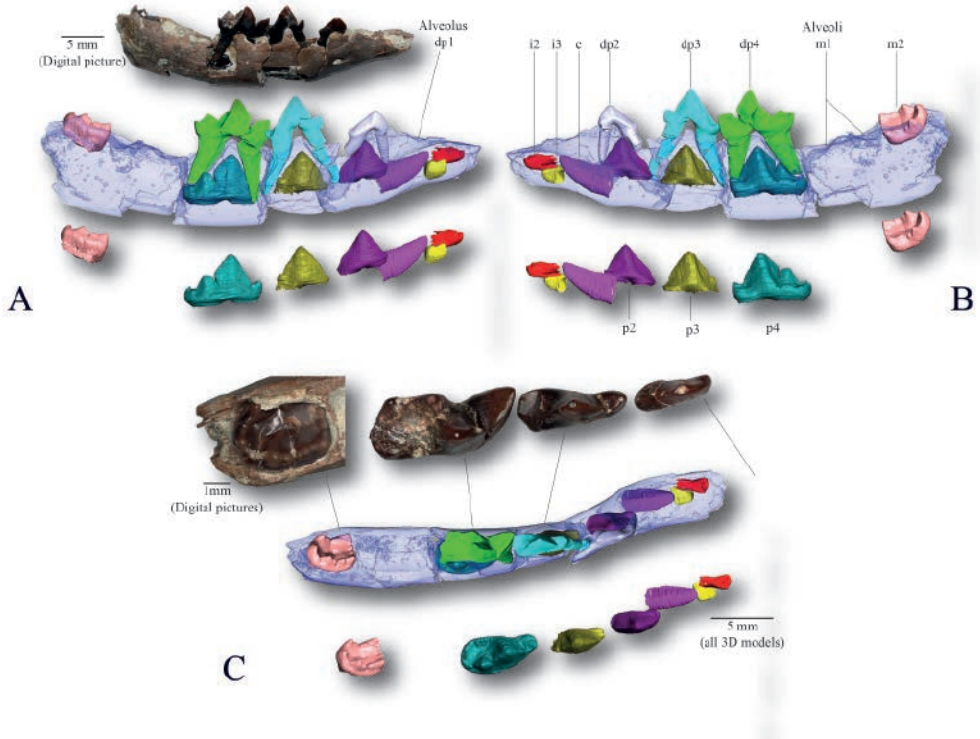 5 mm
(Digital picture)
Alveolus
dp1
i2 i3 c dp2 dp3 dp4
Alveoli
m1 m2
A
B
p2 p3 p4
1mm
(Digital pictures)
5 mm
(all 3D models)
C